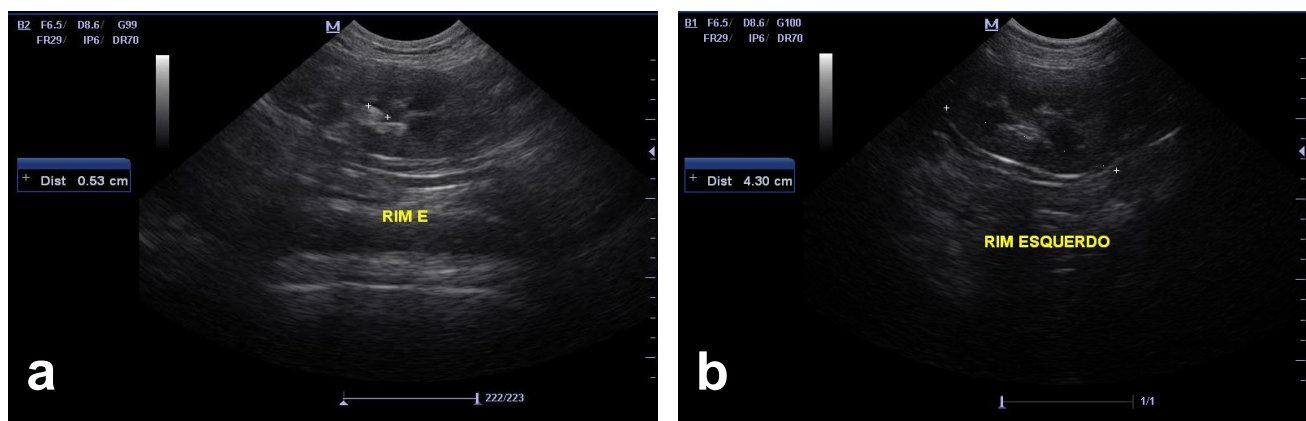 B2 F6.5/ D8.6/ G99
FR29/ IP6/ DR70
M
+ Dist 0.53 cm
RIM E
a
222/223
B1 F6.5/ D8.6/ G100
FR29/ IP6/ DR70
M
+ Dist 4.30 cm
RIM ESQUERDO
b
1/1